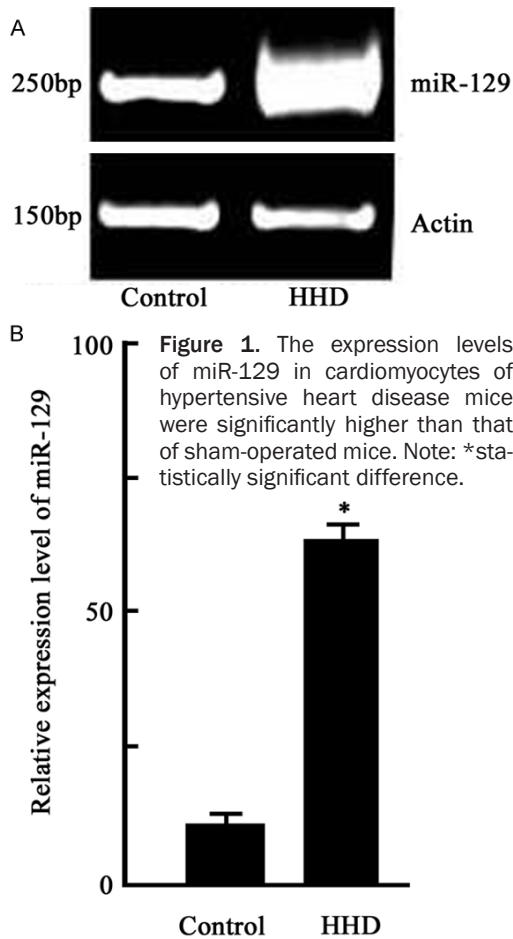 A
250bp
miR-129
150bp
Actin
Control HHD
B
100
50
0
Relative expression level of miR-129
Figure 1. The expression levels
of miR-129 in cardiomyocytes of
hypertensive heart disease mice
were significantly higher than that
of sham-operated mice. Note: *sta-
tistically significant difference.
*
Control HHD